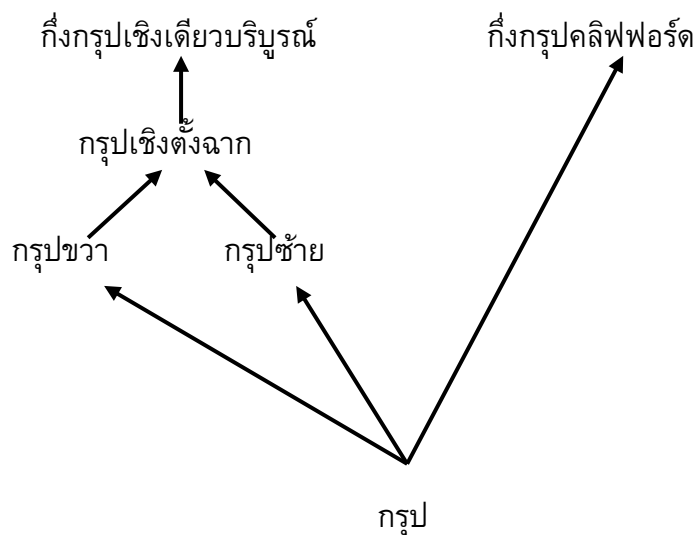 กึ่งกรุปเชิงเดียวบริบูรณ์ กึ่งกรุปคลิฟฟอร์ด
กรุปเชิงตั้งฉาก
กรุปขวา กรุปซ้าย
กรุป